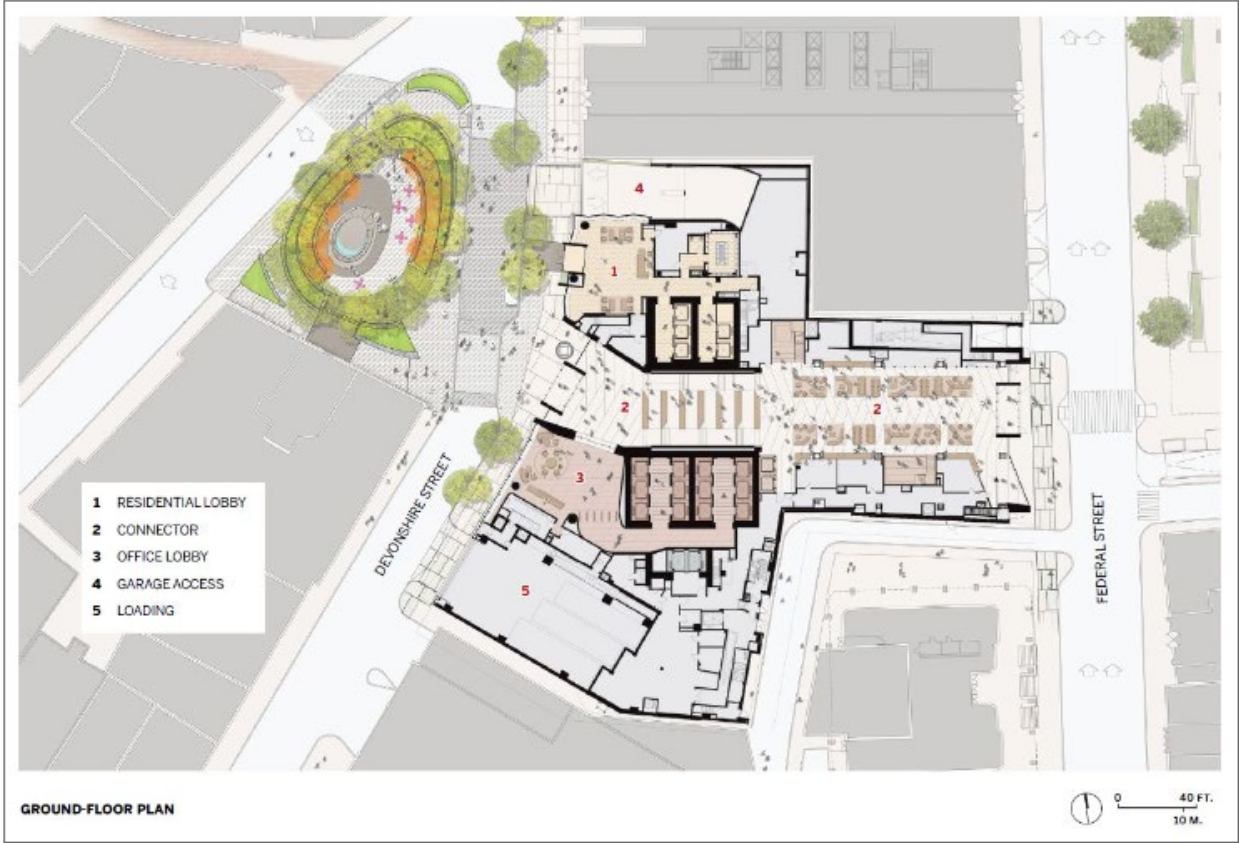 4
1
2
2
3
5
1 RESIDENTIAL LOBBY
2 CONNECTOR
3 OFFICE LOBBY
4 GARAGE ACCESS
5 LOADING
DEVONSHIRE STREET
FEDERAL STREET
GROUND-FLOOR PLAN
0 40 FT.
10 M.